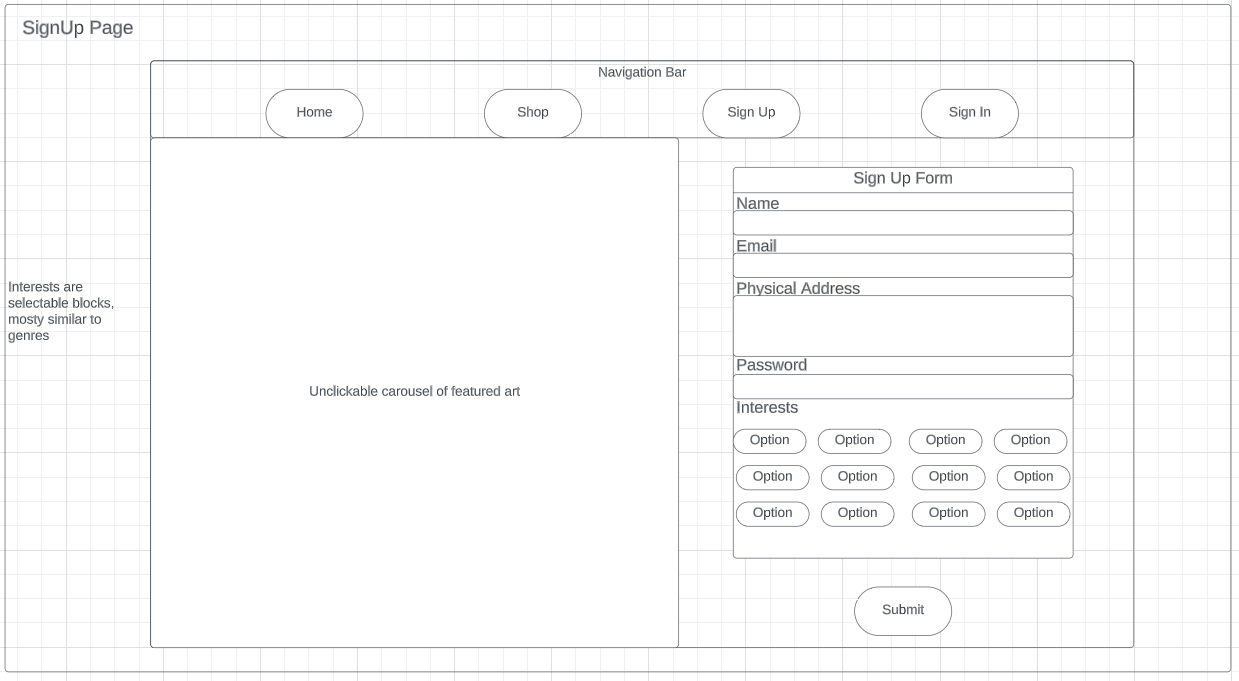 SignUp Page
Navigation Bar
Home
Shop
Sign Up
Sign In
Sign Up Form
Name
Email
Interests are
selectable blocks,
mosty similar to
genres
Physical Address
Unclickable carousel of featured art
Password
Interests
Option Option Option Option
Option Option Option Option
Option Option Option Option
Submit